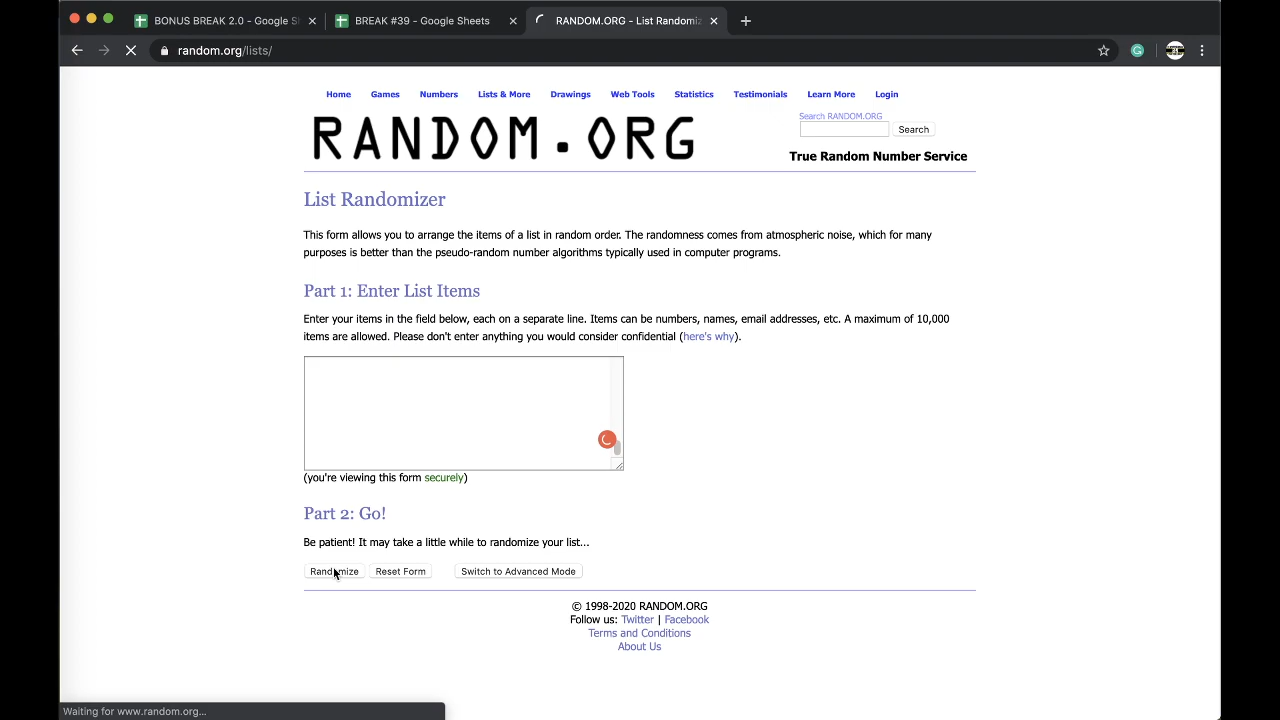 BONUS BREAK 2.0 - Google S
BREAK #39 - Google Sheets
RANDOM.ORG - List Randomiz
random.org/lists/
Home Games Numbers Lists & More Drawings Web Tools Statistics Testimonials Learn More Login
RANDOM.ORG
Search RANDOM.ORG
Search
True Random Number Service
List Randomizer
This form allows you to arrange the items of a list in random order. The randomness comes from atmospheric noise, which for many
purposes is better than the pseudo-random number algorithms typically used in computer programs.
Part 1: Enter List Items
Enter your items in the field below, each on a separate line. Items can be numbers, names, email addresses, etc. A maximum of 10,000
items are allowed. Please don't enter anything you would consider confidential (here's why).
(you're viewing this form securely)
Part 2: Go!
Be patient! It may take a little while to randomize your list...
Randomize Reset Form Switch to Advanced Mode
© 1998-2020 RANDOM.ORG
Follow us: Twitter | Facebook
Terms and Conditions
About Us
Waiting for www.random.org...